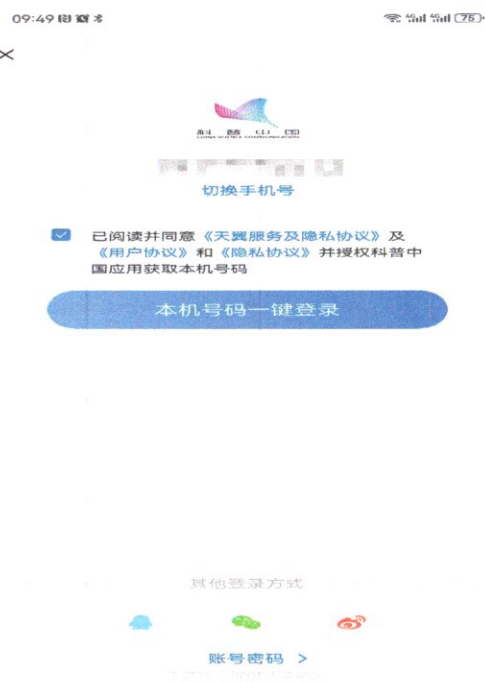 09:49
75
科普中国
CHINA SCIENCE COMMUNICATION
切换手机号
已阅读并同意《天翼服务及隐私协议》及
《用户协议》和《隐私协议》并授权科普中
国应用获取本机号码
本机号码一键登录
其他登录方式
账号密码 >